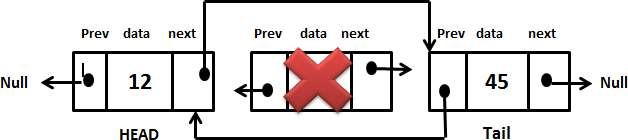 Prev data next Prev data next Prev data next
Null 12 45 Null
HEAD Tail